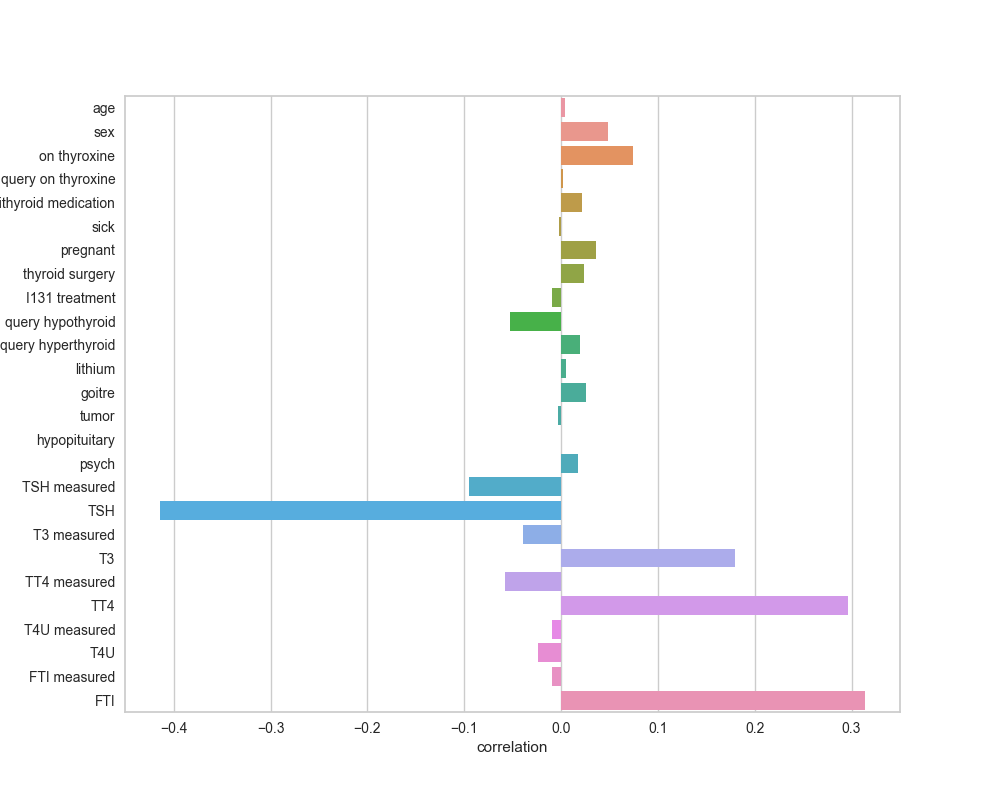 age
sex
on thyroxine
query on thyroxine
ithyroid medication
sick
pregnant
thyroid surgery
I131 treatment
query hypothyroid
query hyperthyroid
lithium
goitre
tumor
hypopituitary
psych
TSH measured
TSH
T3 measured
T3
TT4 measured
TT4
T4U measured
T4U
FTI measured
FTI
−0.4 −0.3 −0.2 −0.1 0.0 0.1 0.2 0.3
correlation